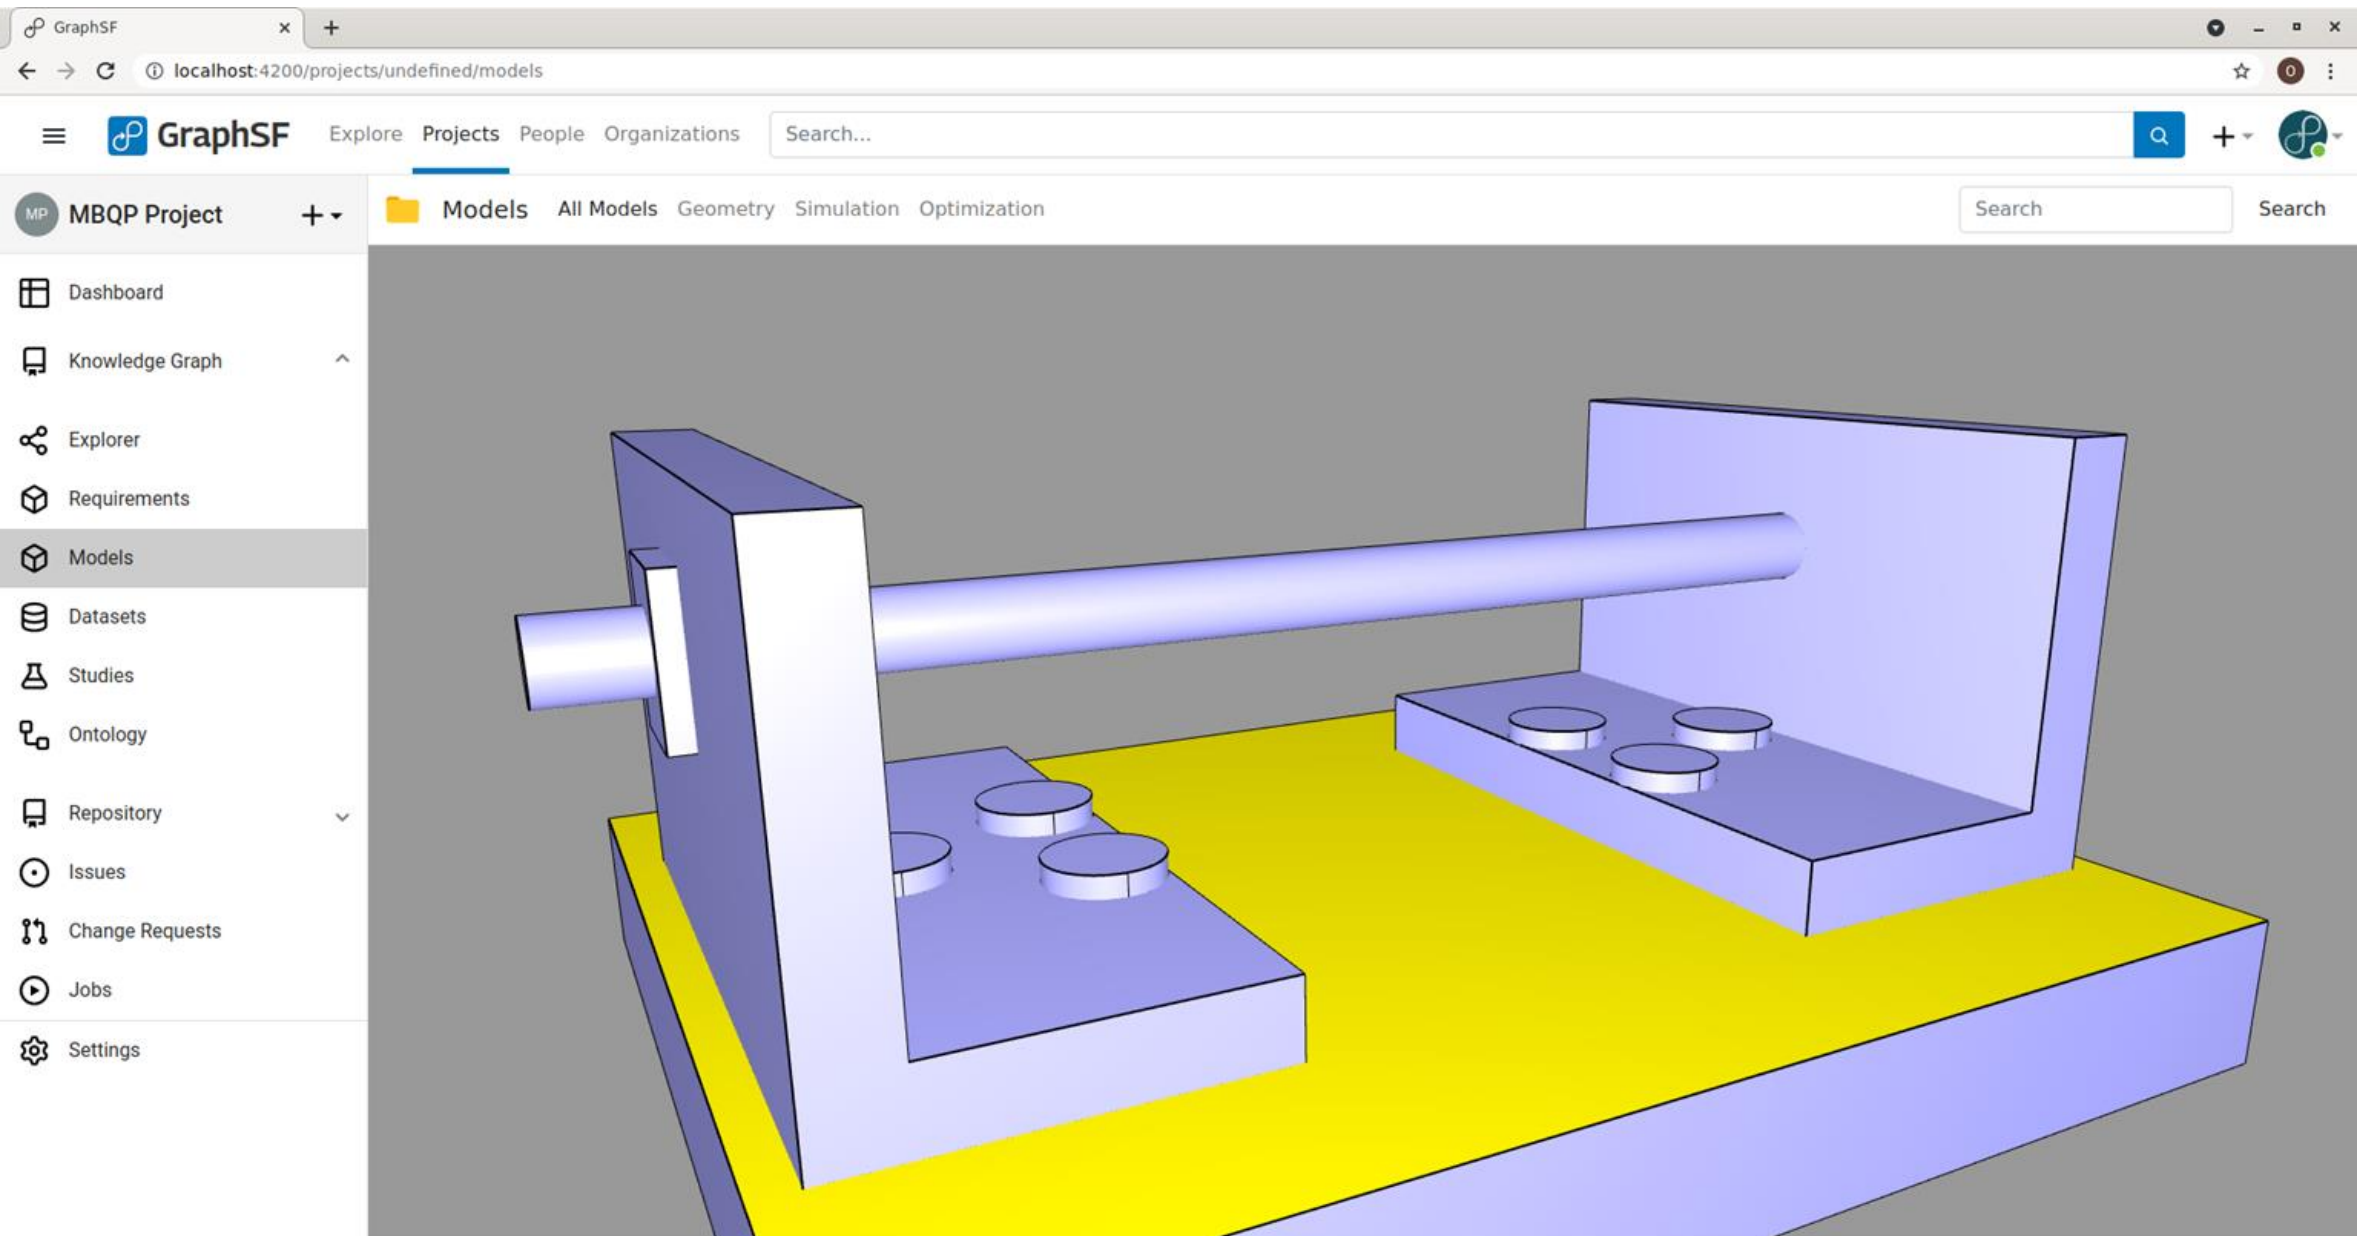 GraphSF
localhost:4200/projects/undefined/models
O
GraphSF Explore Projects People Organizations Search...
MP MBQP Project
Models All Models Geometry Simulation Optimization Search Search
Dashboard
Knowledge Graph
Explorer
Requirements
Models
Datasets
Studies
Ontology
Repository
Issues
Change Requests
Jobs
Settings